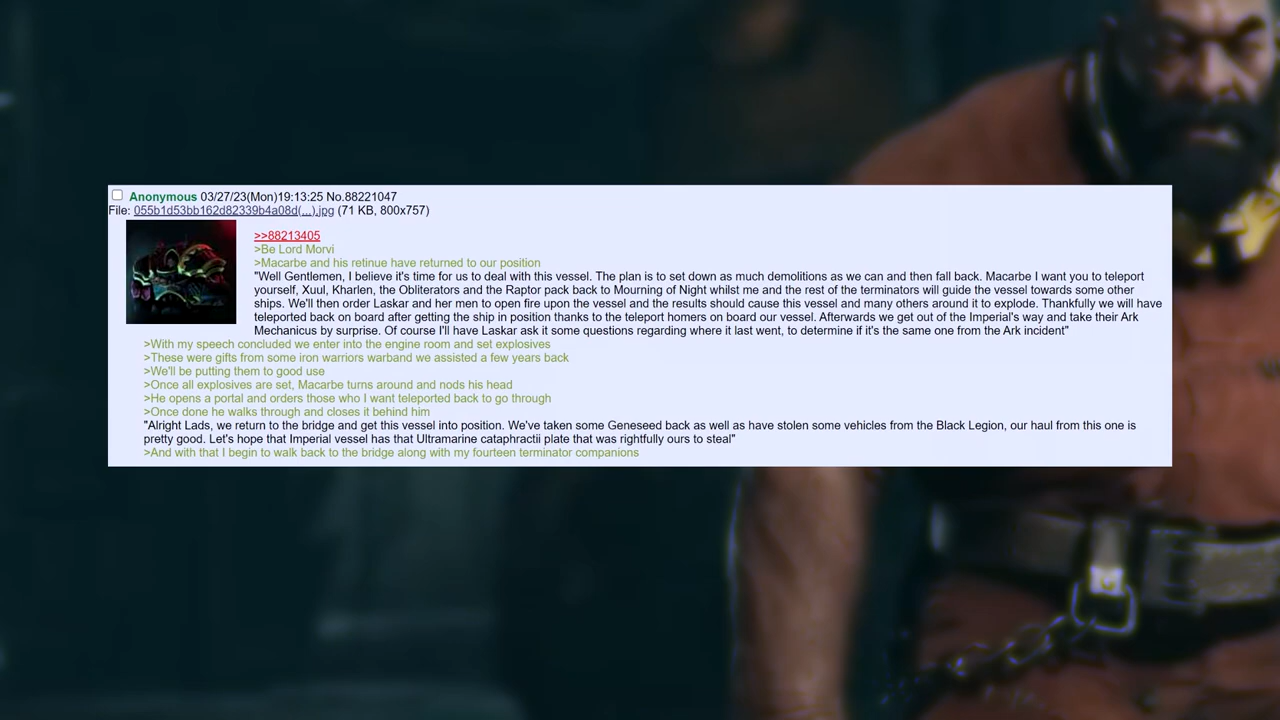 Anonymous 03/27/23(Mon)19:13:25 No.88221047
File: 055b1d53bb162d82339b4a08d(...).jpg (71 KB, 800x757)
>>88213405
>Be Lord Morvi
>Macarbe and his retinue have returned to our position
"Well Gentlemen, I believe it's time for us to deal with this vessel. The plan is to set down as much demolitions as we can and then fall back. Macarbe I want you to teleport
yourself, Xuul, Kharlen, the Obliterators and the Raptor pack back to Mourning of Night whilst me and the rest of the terminators will guide the vessel towards some other
ships. We'll then order Laskar and her men to open fire upon the vessel and the results should cause this vessel and many others around it to explode. Thankfully we will have
teleported back on board after getting the ship in position thanks to the teleport homers on board our vessel. Afterwards we get out of the Imperial's way and take their Ark
Mechanicus by surprise. Of course I'll have Laskar ask it some questions regarding where it last went, to determine if it's the same one from the Ark incident"
>With my speech concluded we enter into the engine room and set explosives
>These were gifts from some iron warriors warband we assisted a few years back
>We'll be putting them to good use
>Once all explosives are set, Macarbe turns around and nods his head
>He opens a portal and orders those who I want teleported back to go through
>Once done he walks through and closes it behind him
"Alright Lads, we return to the bridge and get this vessel into position. We've taken some Geneseed back as well as have stolen some vehicles from the Black Legion, our haul from this one is
pretty good. Let's hope that Imperial vessel has that Ultramarine cataphractii plate that was rightfully ours to steal"
>And with that I begin to walk back to the bridge along with my fourteen terminator companions